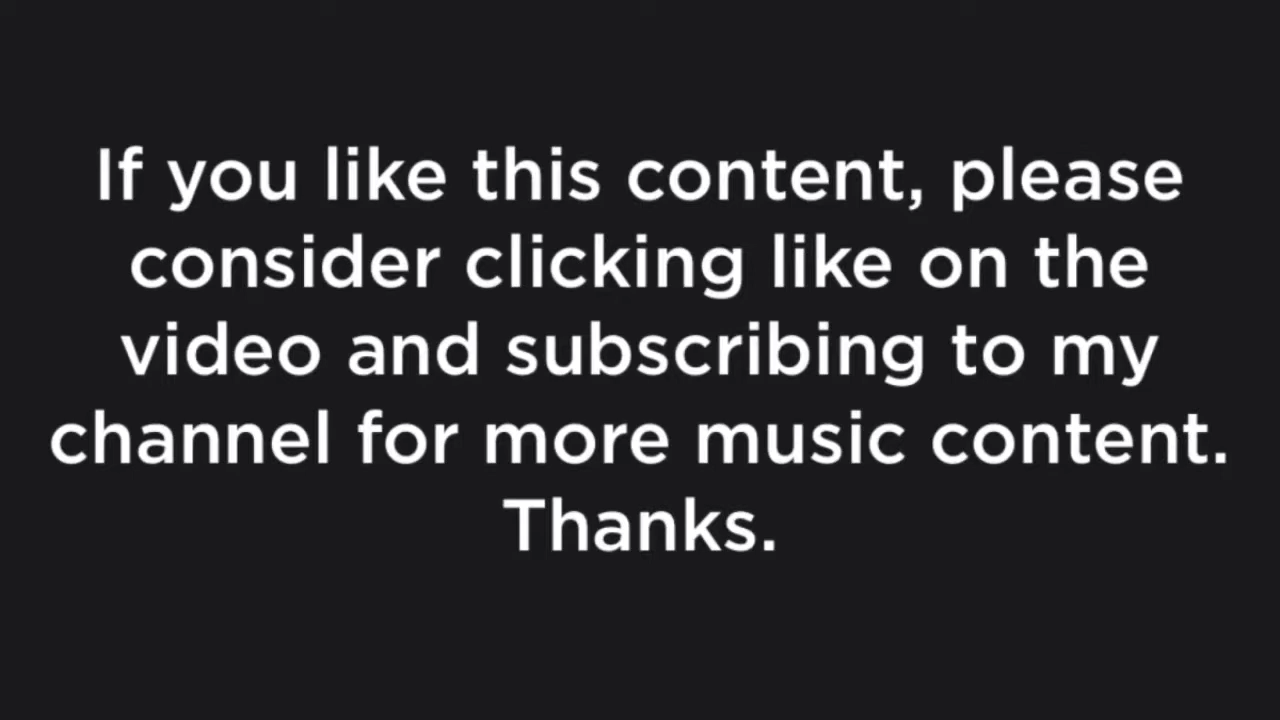 If you like this content, please
consider clicking like on the
video and subscribing to my
channel for more music content.
Thanks.